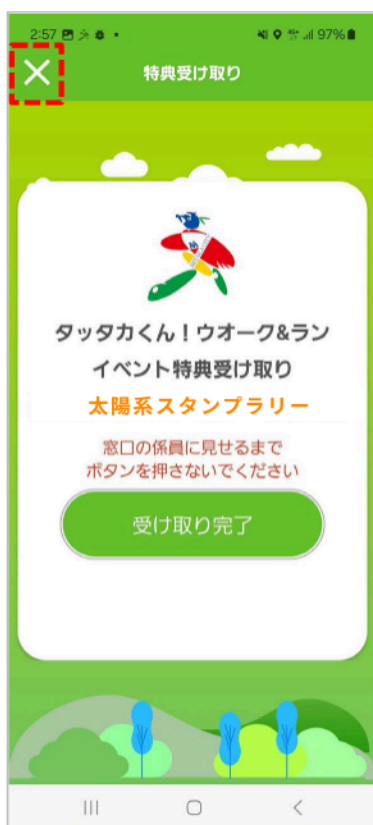 2:57
97%
特典受け取り
タッタカくん！ウオーク&ラン
イベント特典受け取り
太陽系スタンプラリー
窓口の係員に見せるまで
ボタンを押さないでください
受け取り完了